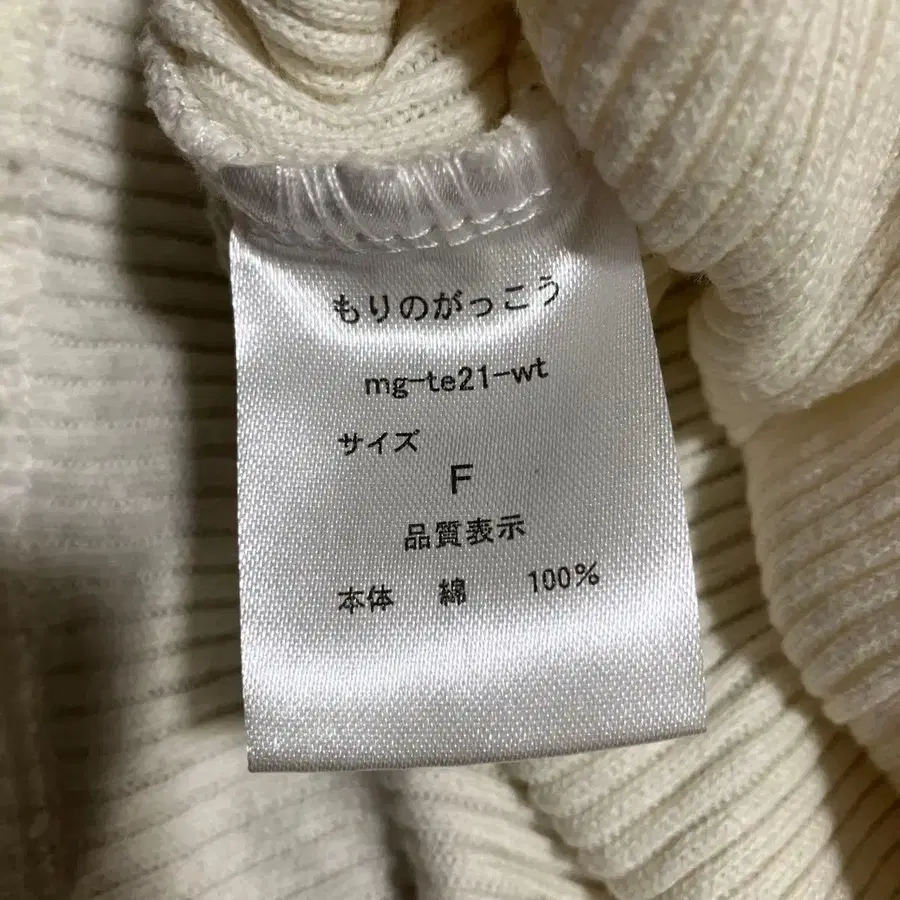 もりのがっこう
mg-te21-wt
サイズ
F
品質表示
本体 綿 100%